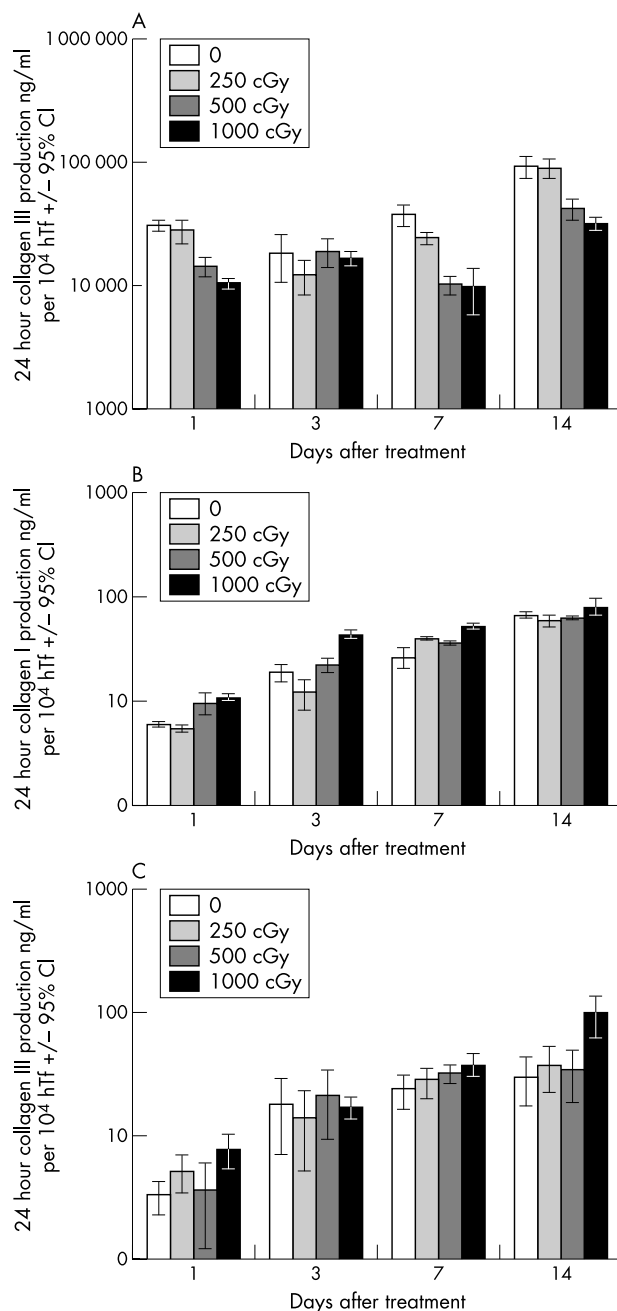 A
1 000 000
100 000
10 000
1000
24 hour collagen III production ng/ml
per 10⁴ hTf +/– 95% Cl
0
250 cGy
500 cGy
1000 cGy
1 3 7 14
Days after treatment
B
1000
100
10
0
24 hour collagen I production ng/ml
per 10⁴ hTf +/– 95% Cl
0
250 cGy
500 cGy
1000 cGy
1 3 7 14
Days after treatment
C
1000
100
10
0
24 hour collagen III production ng/ml
per 10⁴ hTf +/– 95% Cl
0
250 cGy
500 cGy
1000 cGy
1 3 7 14
Days after treatment